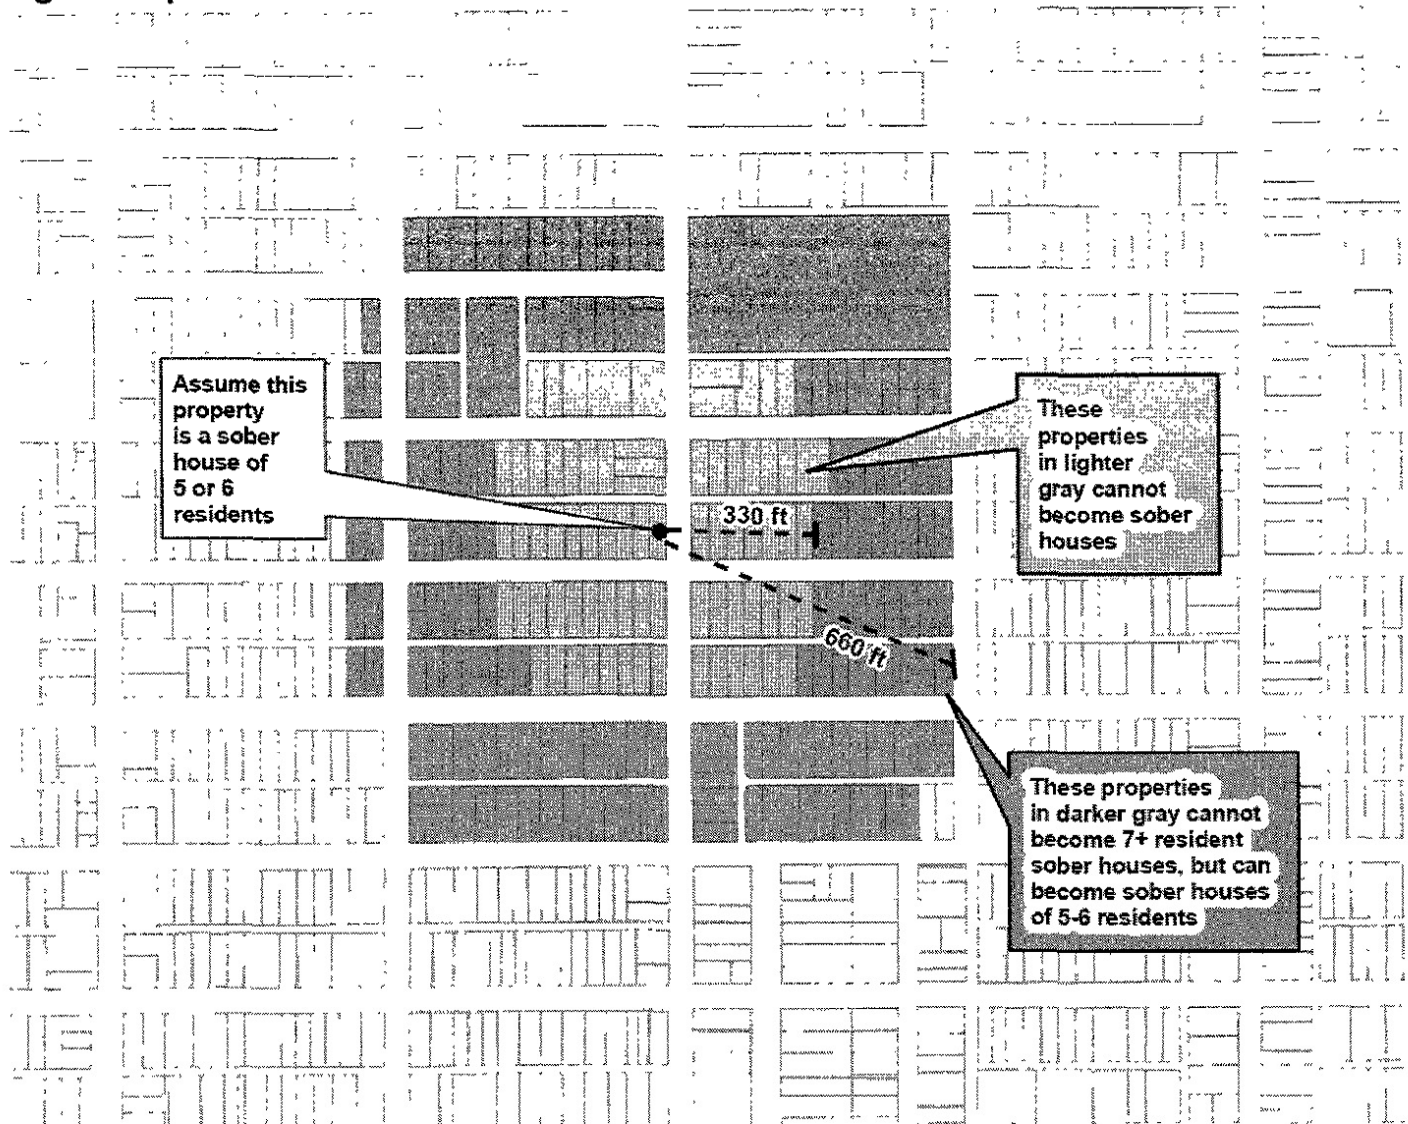 Assume this
property
is a sober
house of
5 or 6
residents
These
properties
in lighter
gray cannot
become sober
houses
330 ft
660 ft
These properties
in darker gray cannot
become 7+ resident
sober houses, but can
become sober houses
of 5-6 residents